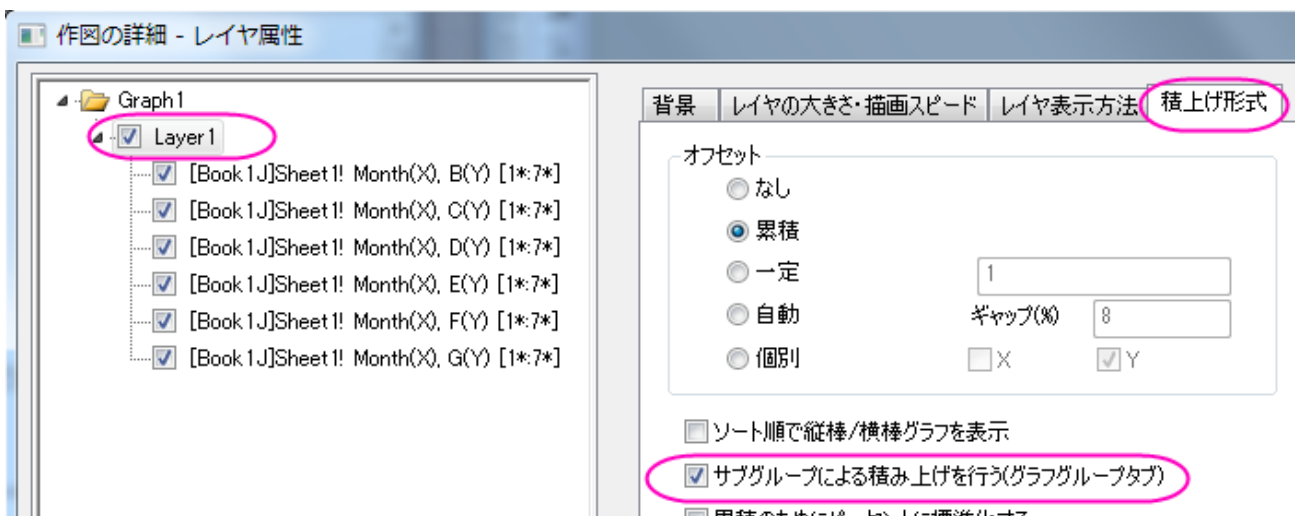 作図の詳細 - レイヤ属性
Graph1
Layer1
[Book1J]Sheet1! Month(X), B(Y) [1*:7*]
[Book1J]Sheet1! Month(X), C(Y) [1*:7*]
[Book1J]Sheet1! Month(X), D(Y) [1*:7*]
[Book1J]Sheet1! Month(X), E(Y) [1*:7*]
[Book1J]Sheet1! Month(X), F(Y) [1*:7*]
[Book1J]Sheet1! Month(X), G(Y) [1*:7*]
背景 レイヤの大きさ・描画スピード レイヤ表示方法 積上げ形式
オフセット
なし
累積
一定 1
自動 ギャップ(%) 8
個別 X Y
ソート順で縦棒/横棒グラフを表示
サブグループによる積み上げを行う(グラフグループタブ)